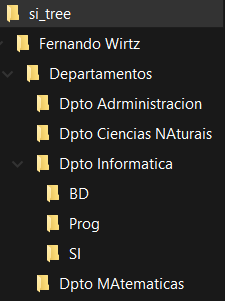 si_tree
Fernando Wirtz
Departamentos
Dpto Adrministracion
Dpto Ciencias NAturais
Dpto Informatica
BD
Prog
SI
Dpto MAtematicas